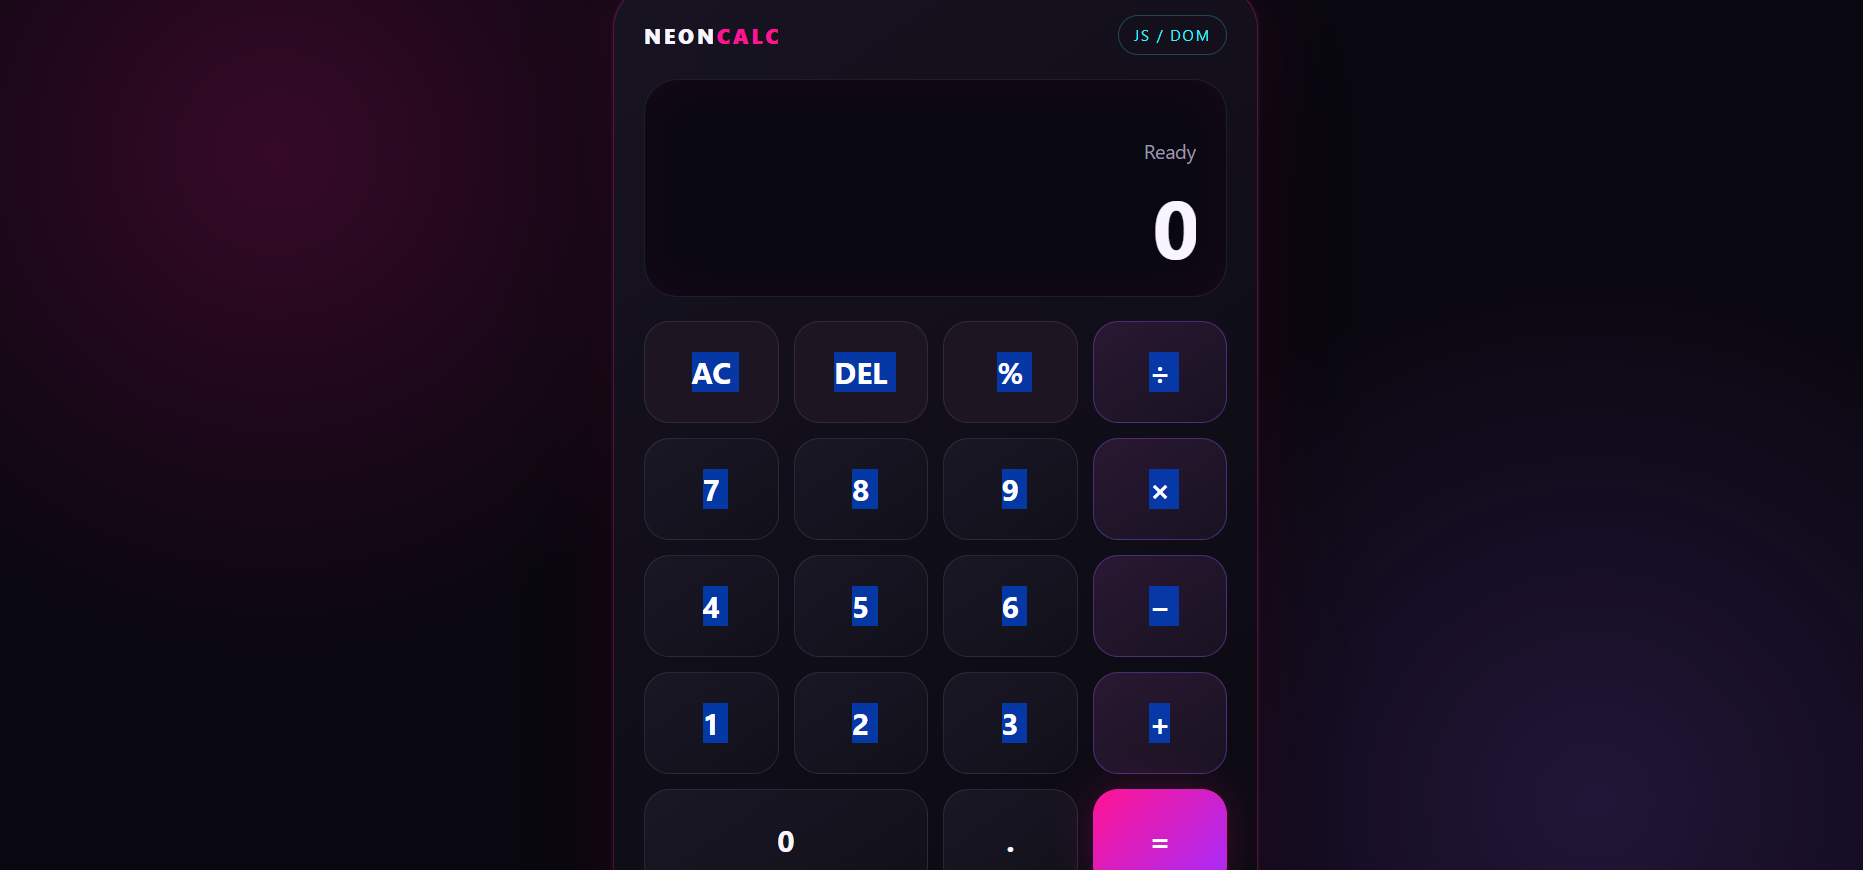 NEONCALC JS / DOM
Ready
0
AC DEL % ÷
7 8 9 ×
4 5 6 −
1 2 3 +
0 . =